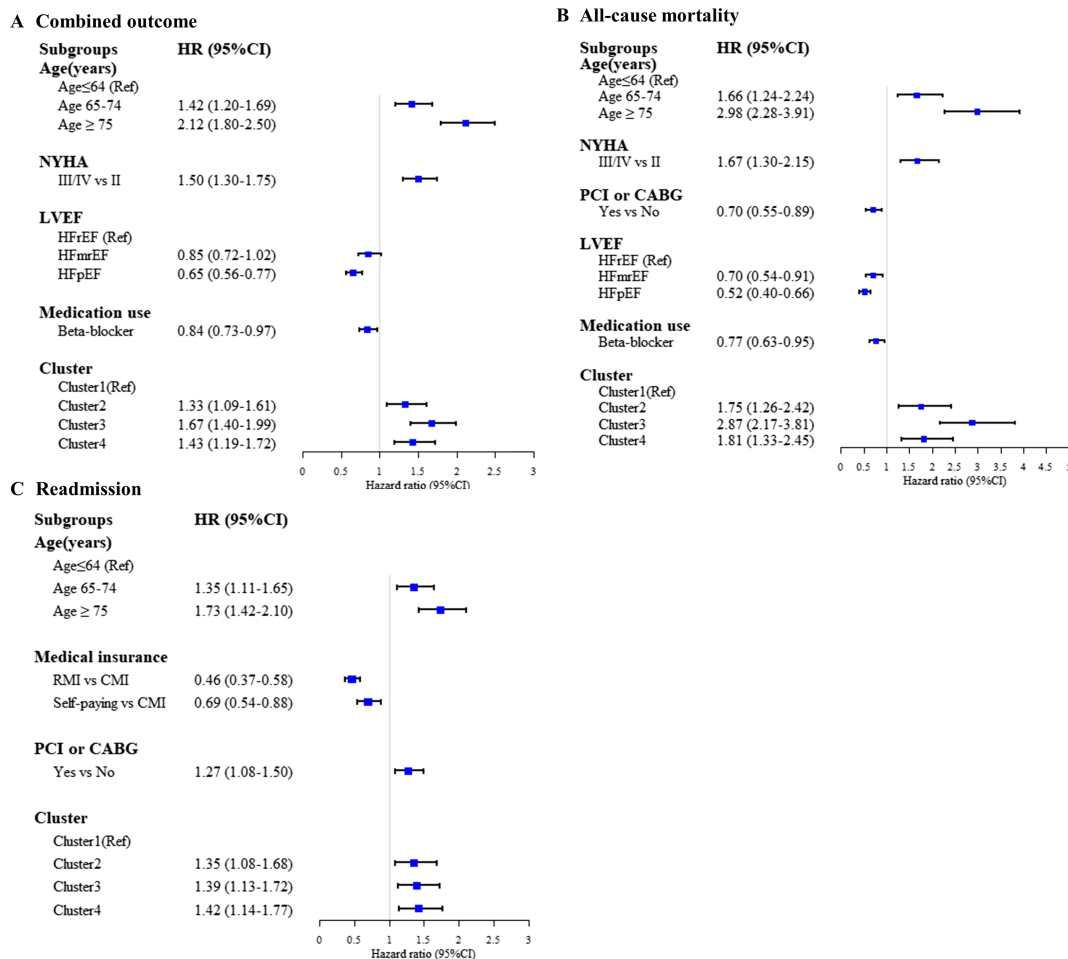 A Combined outcome
Subgroups HR (95%CI)
Age(years)
Age≤64 (Ref)
Age 65-74 1.42 (1.20-1.69)
Age ≥ 75 2.12 (1.80-2.50)
NYHA
III/IV vs II 1.50 (1.30-1.75)
LVEF
HFrEF (Ref)
HFmrEF 0.85 (0.72-1.02)
HFpEF 0.65 (0.56-0.77)
Medication use
Beta-blocker 0.84 (0.73-0.97)
Cluster
Cluster1(Ref)
Cluster2 1.33 (1.09-1.61)
Cluster3 1.67 (1.40-1.99)
Cluster4 1.43 (1.19-1.72)
0 0.5 1 1.5 2 2.5 3
Hazard ratio (95%CI)
B All-cause mortality
Subgroups HR (95%CI)
Age(years)
Age≤64 (Ref)
Age 65-74 1.66 (1.24-2.24)
Age ≥ 75 2.98 (2.28-3.91)
NYHA
III/IV vs II 1.67 (1.30-2.15)
PCI or CABG
Yes vs No 0.70 (0.55-0.89)
LVEF
HFrEF (Ref)
HFmrEF 0.70 (0.54-0.91)
HFpEF 0.52 (0.40-0.66)
Medication use
Beta-blocker 0.77 (0.63-0.95)
Cluster
Cluster1(Ref)
Cluster2 1.75 (1.26-2.42)
Cluster3 2.87 (2.17-3.81)
Cluster4 1.81 (1.33-2.45)
0 0.5 1 1.5 2 2.5 3 3.5 4 4.5
Hazard ratio (95%CI)
C Readmission
Subgroups HR (95%CI)
Age(years)
Age≤64 (Ref)
Age 65-74 1.35 (1.11-1.65)
Age ≥ 75 1.73 (1.42-2.10)
Medical insurance
RMI vs CMI 0.46 (0.37-0.58)
Self-paying vs CMI 0.69 (0.54-0.88)
PCI or CABG
Yes vs No 1.27 (1.08-1.50)
Cluster
Cluster1(Ref)
Cluster2 1.35 (1.08-1.68)
Cluster3 1.39 (1.13-1.72)
Cluster4 1.42 (1.14-1.77)
0 0.5 1 1.5 2 2.5 3
Hazard ratio (95%CI)